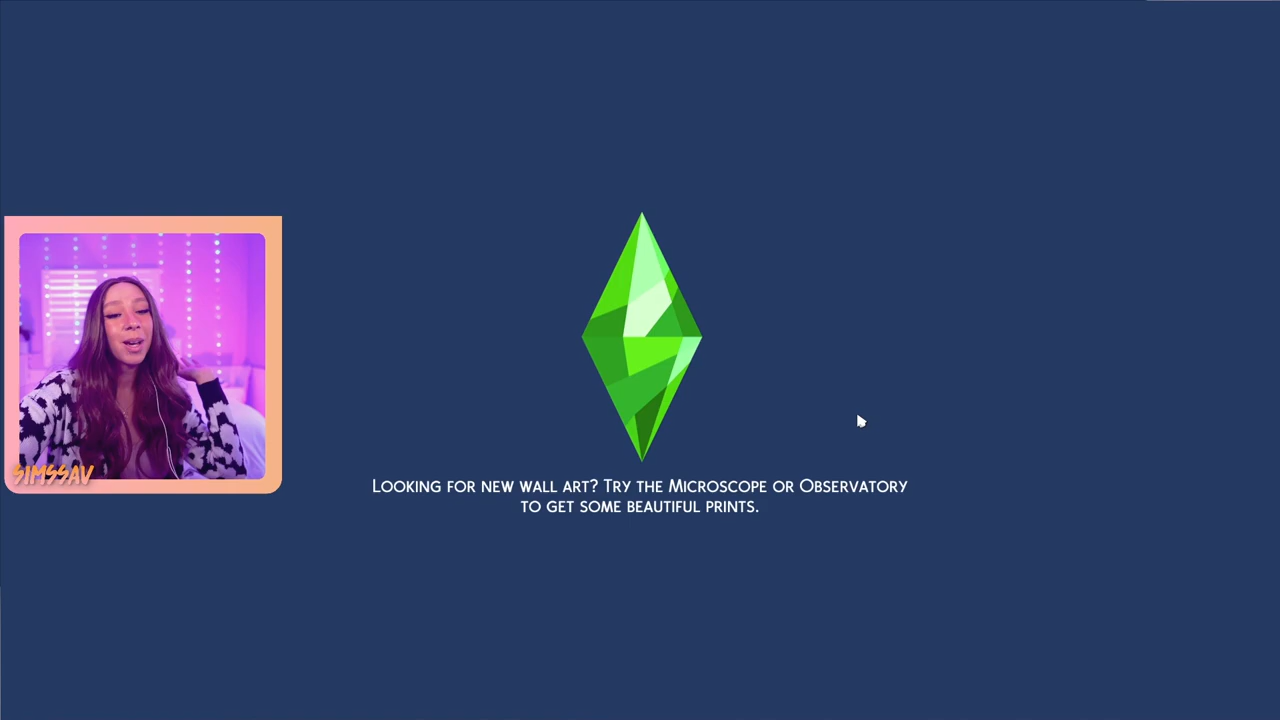 SIMSSAV
Looking for new wall art? Try the Microscope or Observatory
to get some beautiful prints.